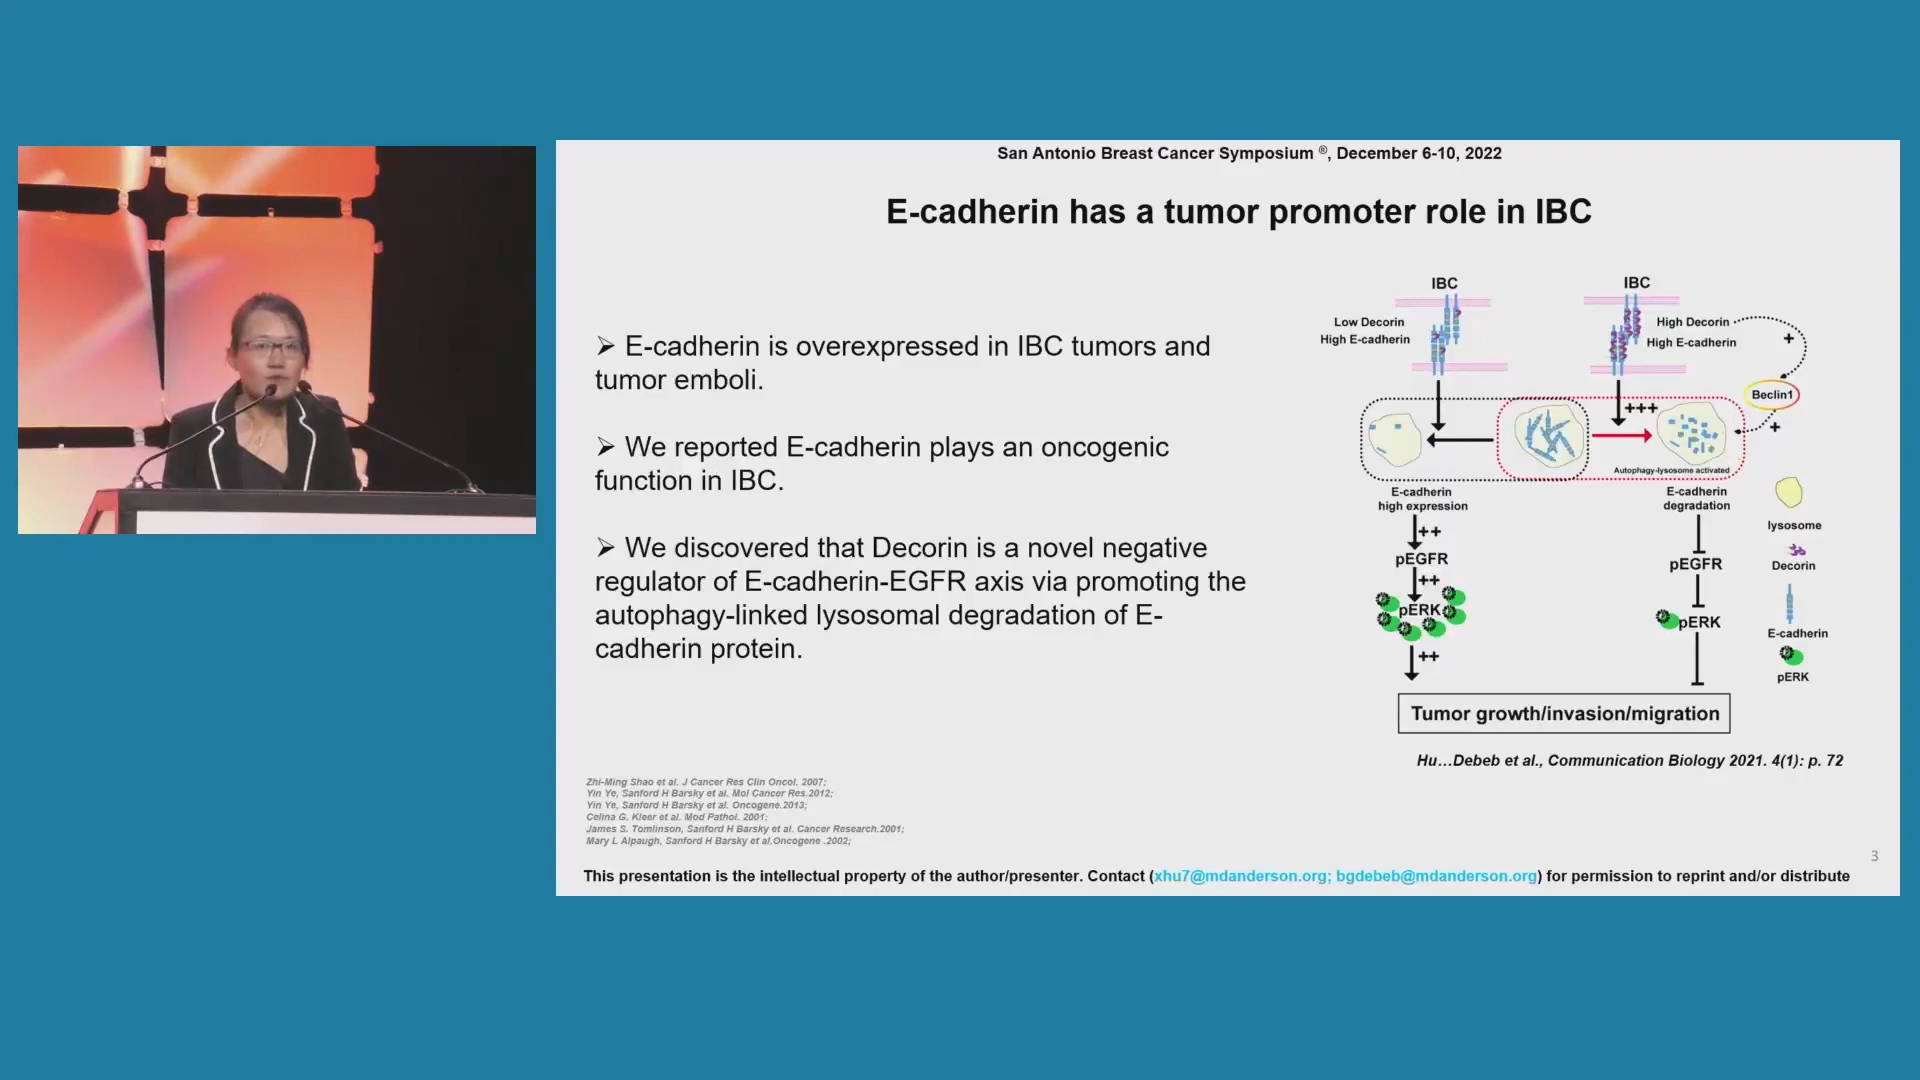 San Antonio Breast Cancer Symposium ®, December 6-10, 2022
E-cadherin has a tumor promoter role in IBC
➢ E-cadherin is overexpressed in IBC tumors and
tumor emboli.
➢ We reported E-cadherin plays an oncogenic
function in IBC.
➢ We discovered that Decorin is a novel negative
regulator of E-cadherin-EGFR axis via promoting the
autophagy-linked lysosomal degradation of E-
cadherin protein.
IBC
Low Decorin
High E-cadherin
IBC
High Decorin
High E-cadherin
+
Beclin1
+
+++
Autophagy-lysosome activated
E-cadherin
high expression
++
pEGFR
++
pERK
++
E-cadherin
degradation
pEGFR
pERK
lysosome
Decorin
E-cadherin
pERK
Tumor growth/invasion/migration
Hu…Debeb et al., Communication Biology 2021. 4(1): p. 72
Zhi-Ming Shao et al. J Cancer Res Clin Oncol. 2007;
Yin Ye, Sanford H Barsky et al. Mol Cancer Res.2012;
Yin Ye, Sanford H Barsky et al. Oncogene.2013;
Celina G. Kleer et al. Mod Pathol. 2001;
James S. Tomlinson, Sanford H Barsky et al. Cancer Research.2001;
Mary L Alpaugh, Sanford H Barsky et al.Oncogene .2002;
3
This presentation is the intellectual property of the author/presenter. Contact (xhu7@mdanderson.org; bgdebeb@mdanderson.org) for permission to reprint and/or distribute